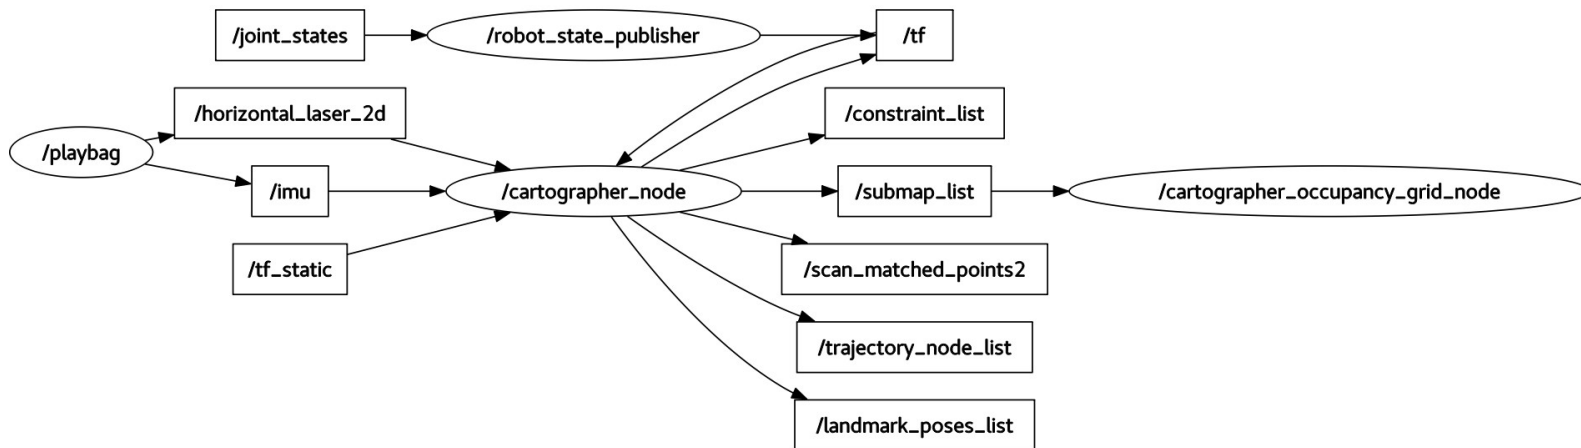 /joint_states
/robot_state_publisher
/tf
/horizontal_laser_2d
/constraint_list
/playbag
/imu
/cartographer_node
/submap_list
/cartographer_occupancy_grid_node
/tf_static
/scan_matched_points2
/trajectory_node_list
/landmark_poses_list